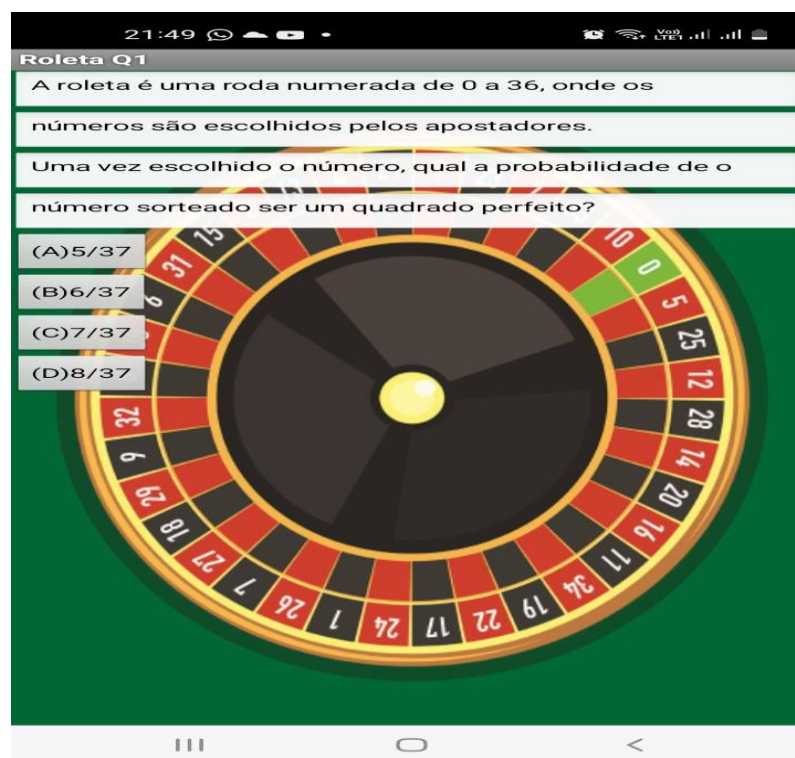 21:49
Vo))
LTE1
Roleta Q1
A roleta é uma roda numerada de 0 a 36, onde os
números são escolhidos pelos apostadores.
Uma vez escolhido o número, qual a probabilidade de o
número sorteado ser um quadrado perfeito?
(A)5/37
(B)6/37
(C)7/37
(D)8/37
10
0
5
25
12
28
14
20
16
11
34
19
22
17
24
1
26
7
27
18
29
32
31
15